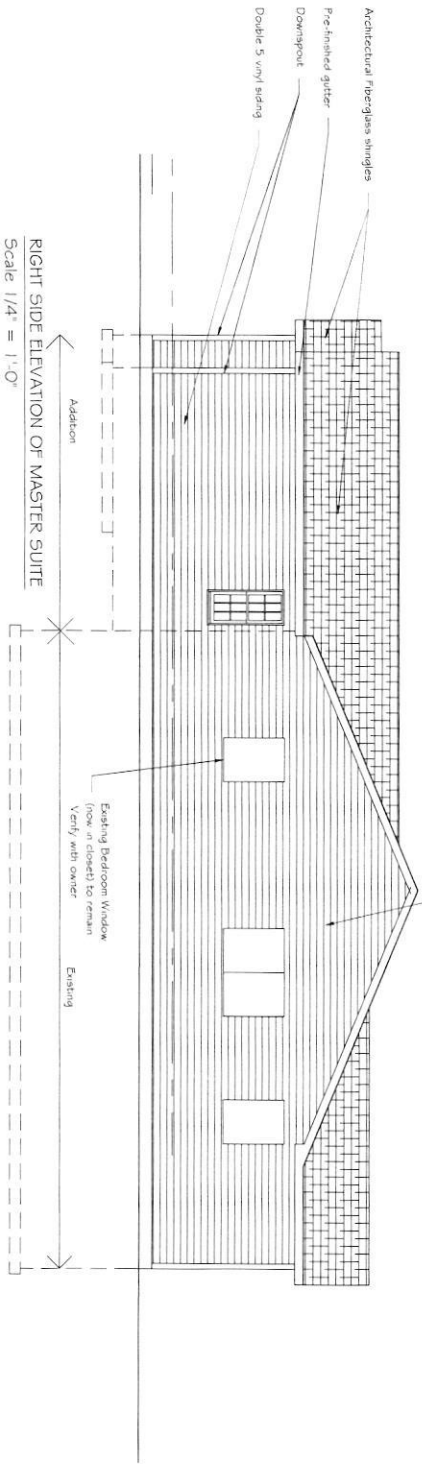 Architectural Fiberglass shingles
Pre-finished gutter
Downspout
Double 5 vinyl siding
Existing Bedroom Window
(now in closet) to remain
Verify with owner
Addition
Existing
RIGHT SIDE ELEVATION OF MASTER SUITE
Scale 1/4" = 1'-0"